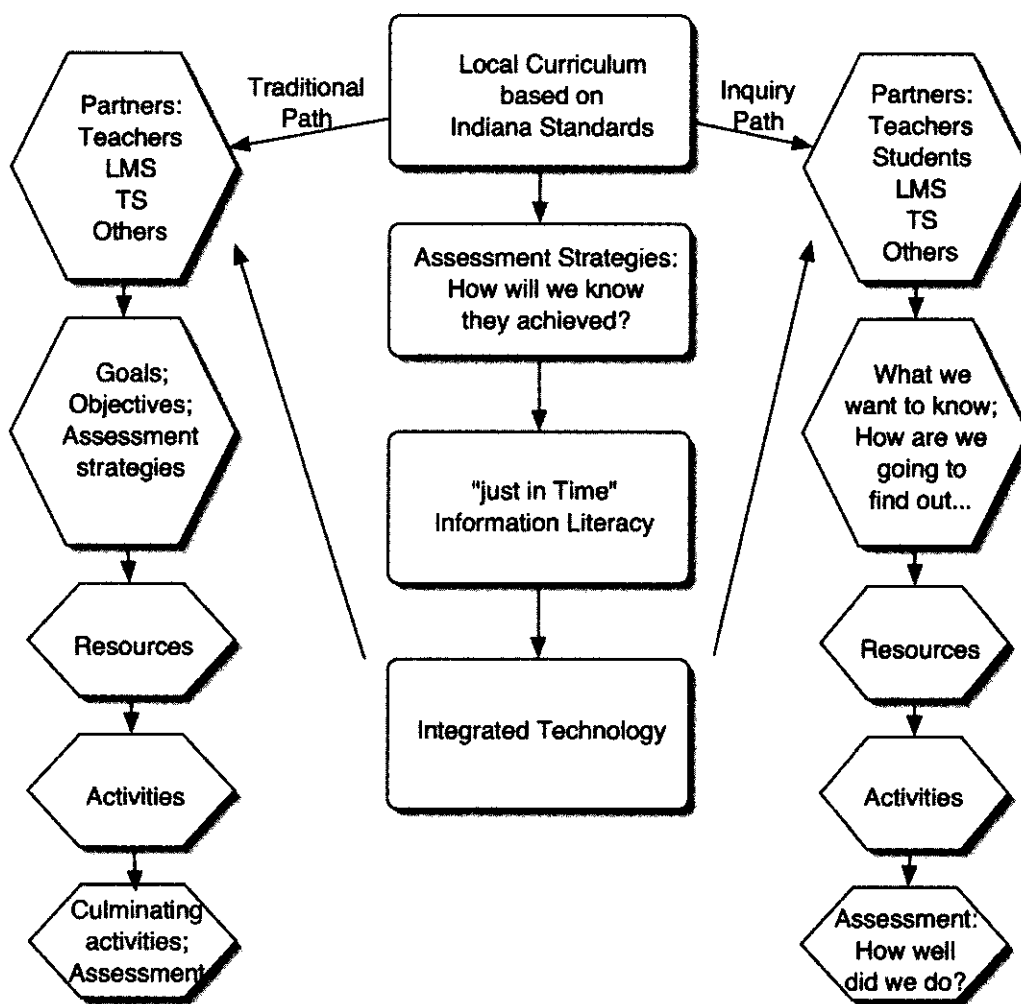 Local Curriculum
based on
Indiana Standards
Traditional
Path
Inquiry
Path
Partners:
Teachers
LMS
TS
Others
Partners:
Teachers
Students
LMS
TS
Others
Assessment Strategies:
How will we know
they achieved?
Goals;
Objectives;
Assessment
strategies
What we
want to know;
How are we
going to
find out...
"just in Time"
Information Literacy
Resources
Resources
Integrated Technology
Activities
Activities
Culminating
activities;
Assessment
Assessment:
How well
did we do?